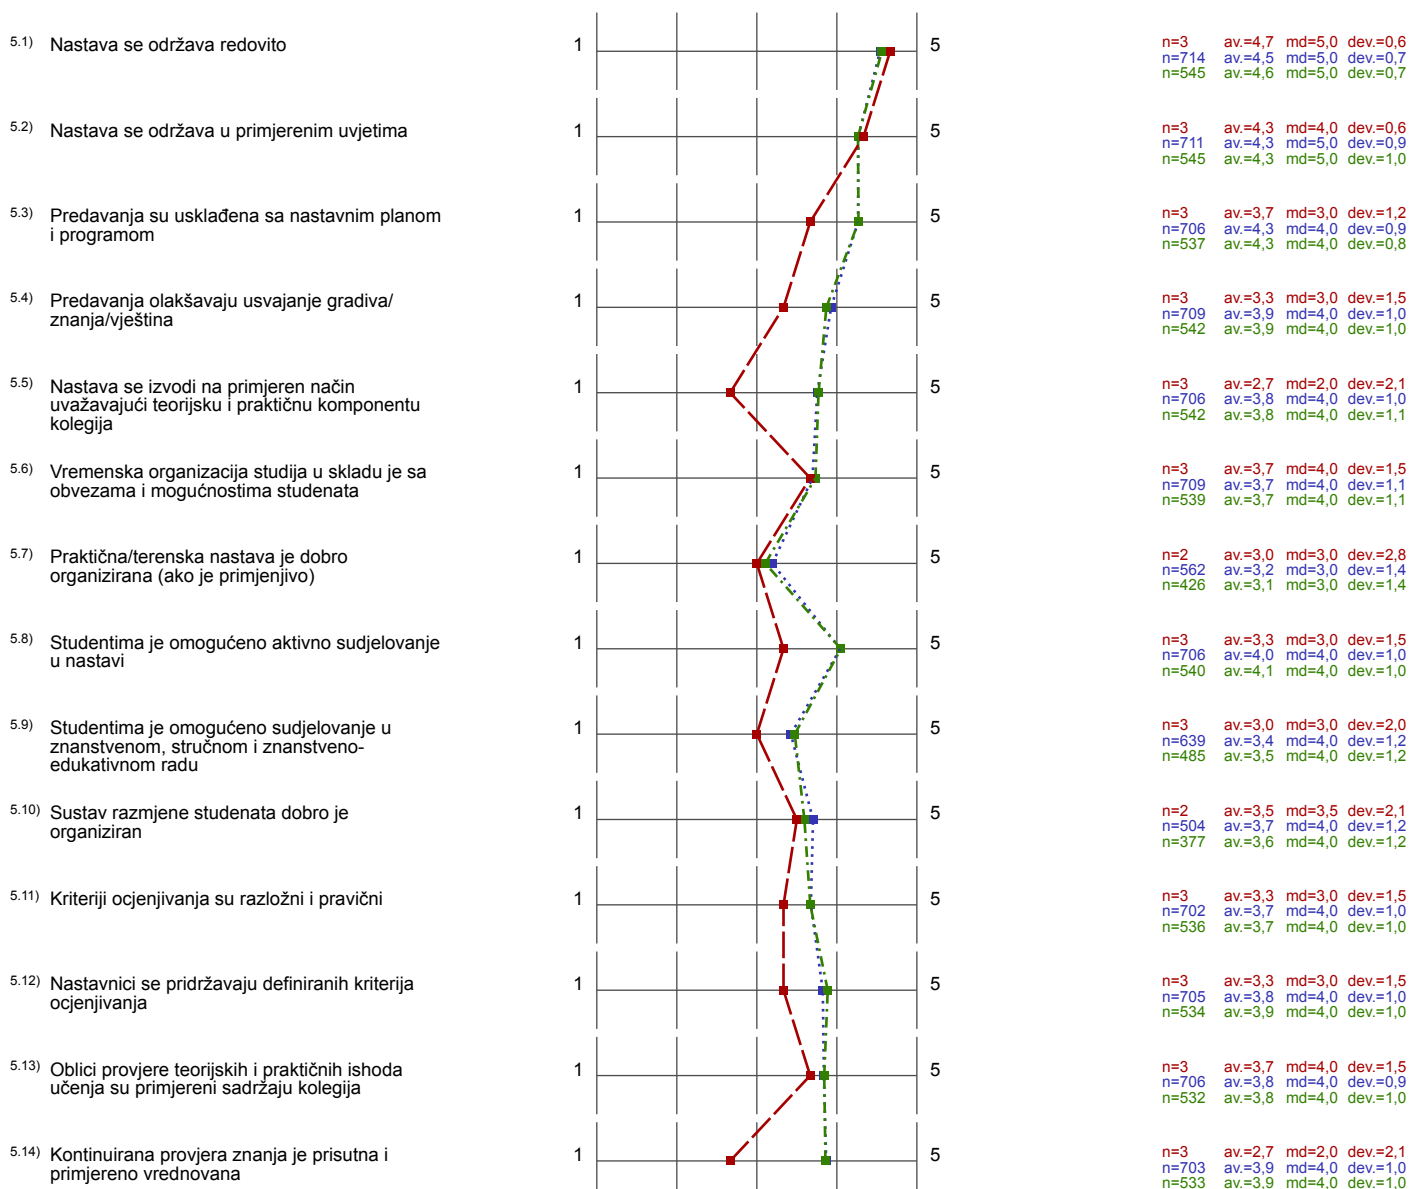 5.1) Nastava se održava redovito
1 5
n=3 av.=4,7 md=5,0 dev.=0,6
n=714 av.=4,5 md=5,0 dev.=0,7
n=545 av.=4,6 md=5,0 dev.=0,7
5.2) Nastava se održava u primjerenim uvjetima
1 5
n=3 av.=4,3 md=4,0 dev.=0,6
n=711 av.=4,3 md=5,0 dev.=0,9
n=545 av.=4,3 md=5,0 dev.=1,0
5.3) Predavanja su usklađena sa nastavnim planom
i programom
1 5
n=3 av.=3,7 md=3,0 dev.=1,2
n=706 av.=4,3 md=4,0 dev.=0,9
n=537 av.=4,3 md=4,0 dev.=0,8
5.4) Predavanja olakšavaju usvajanje gradiva/
znanja/vještina
1 5
n=3 av.=3,3 md=3,0 dev.=1,5
n=709 av.=3,9 md=4,0 dev.=1,0
n=542 av.=3,9 md=4,0 dev.=1,0
5.5) Nastava se izvodi na primjeren način
uvažavajući teorijsku i praktičnu komponentu
kolegija
1 5
n=3 av.=2,7 md=2,0 dev.=2,1
n=706 av.=3,8 md=4,0 dev.=1,0
n=542 av.=3,8 md=4,0 dev.=1,1
5.6) Vremenska organizacija studija u skladu je sa
obvezama i mogućnostima studenata
1 5
n=3 av.=3,7 md=4,0 dev.=1,5
n=709 av.=3,7 md=4,0 dev.=1,1
n=539 av.=3,7 md=4,0 dev.=1,1
5.7) Praktična/terenska nastava je dobro
organizirana (ako je primjenjivo)
1 5
n=2 av.=3,0 md=3,0 dev.=2,8
n=562 av.=3,2 md=3,0 dev.=1,4
n=426 av.=3,1 md=3,0 dev.=1,4
5.8) Studentima je omogućeno aktivno sudjelovanje
u nastavi
1 5
n=3 av.=3,3 md=3,0 dev.=1,5
n=706 av.=4,0 md=4,0 dev.=1,0
n=540 av.=4,1 md=4,0 dev.=1,0
5.9) Studentima je omogućeno sudjelovanje u
znanstvenom, stručnom i znanstveno-
edukativnom radu
1 5
n=3 av.=3,0 md=3,0 dev.=2,0
n=639 av.=3,4 md=4,0 dev.=1,2
n=485 av.=3,5 md=4,0 dev.=1,2
5.10) Sustav razmjene studenata dobro je
organiziran
1 5
n=2 av.=3,5 md=3,5 dev.=2,1
n=504 av.=3,7 md=4,0 dev.=1,2
n=377 av.=3,6 md=4,0 dev.=1,2
5.11) Kriteriji ocjenjivanja su razložni i pravični
1 5
n=3 av.=3,3 md=3,0 dev.=1,5
n=702 av.=3,7 md=4,0 dev.=1,0
n=536 av.=3,7 md=4,0 dev.=1,0
5.12) Nastavnici se pridržavaju definiranih kriterija
ocjenjivanja
1 5
n=3 av.=3,3 md=3,0 dev.=1,5
n=705 av.=3,8 md=4,0 dev.=1,0
n=534 av.=3,9 md=4,0 dev.=1,0
5.13) Oblici provjere teorijskih i praktičnih ishoda
učenja su primjereni sadržaju kolegija
1 5
n=3 av.=3,7 md=4,0 dev.=1,5
n=706 av.=3,8 md=4,0 dev.=0,9
n=532 av.=3,8 md=4,0 dev.=1,0
5.14) Kontinuirana provjera znanja je prisutna i
primjereno vrednovana
1 5
n=3 av.=2,7 md=2,0 dev.=2,1
n=703 av.=3,9 md=4,0 dev.=1,0
n=533 av.=3,9 md=4,0 dev.=1,0